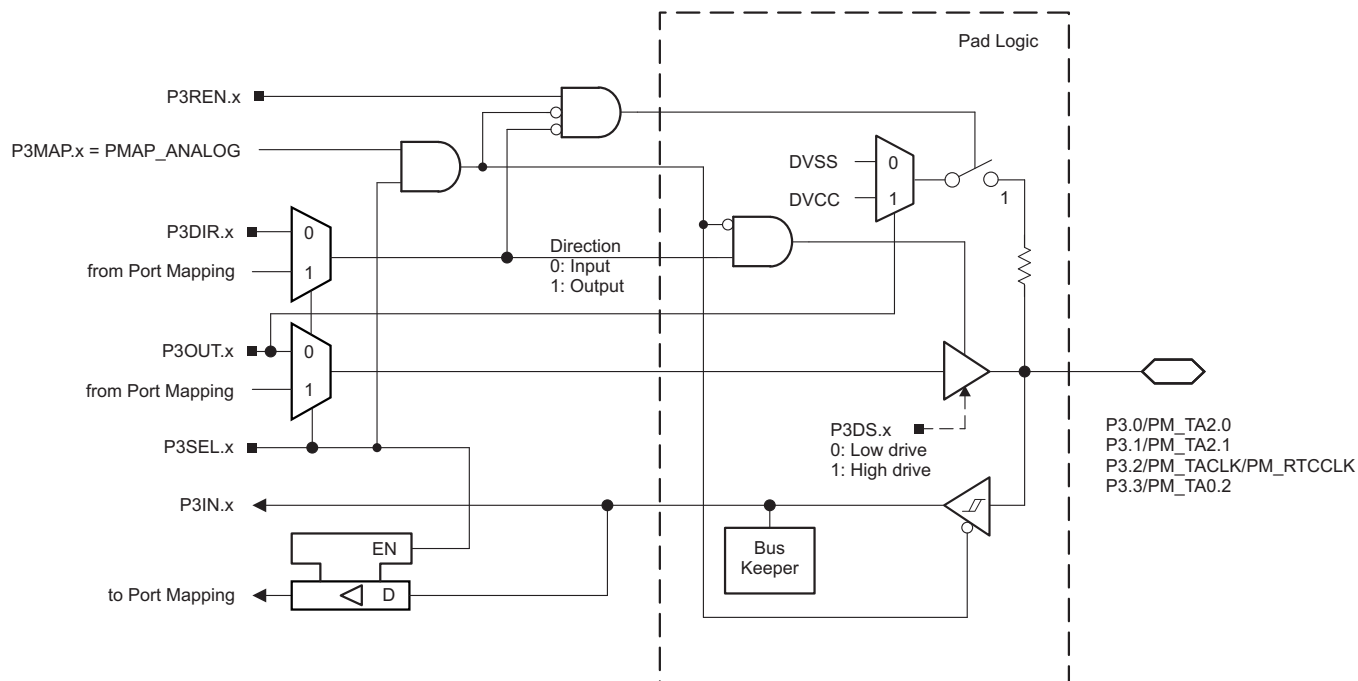 Pad Logic
P3REN.x
P3MAP.x = PMAP_ANALOG
DVSS
0
DVCC
1
1
P3DIR.x
0
from Port Mapping
1
Direction
0: Input
1: Output
P3OUT.x
0
from Port Mapping
1
P3SEL.x
P3DS.x
0: Low drive
1: High drive
P3.0/PM_TA2.0
P3.1/PM_TA2.1
P3.2/PM_TACLK/PM_RTCCLK
P3.3/PM_TA0.2
P3IN.x
EN
Bus
Keeper
to Port Mapping
D